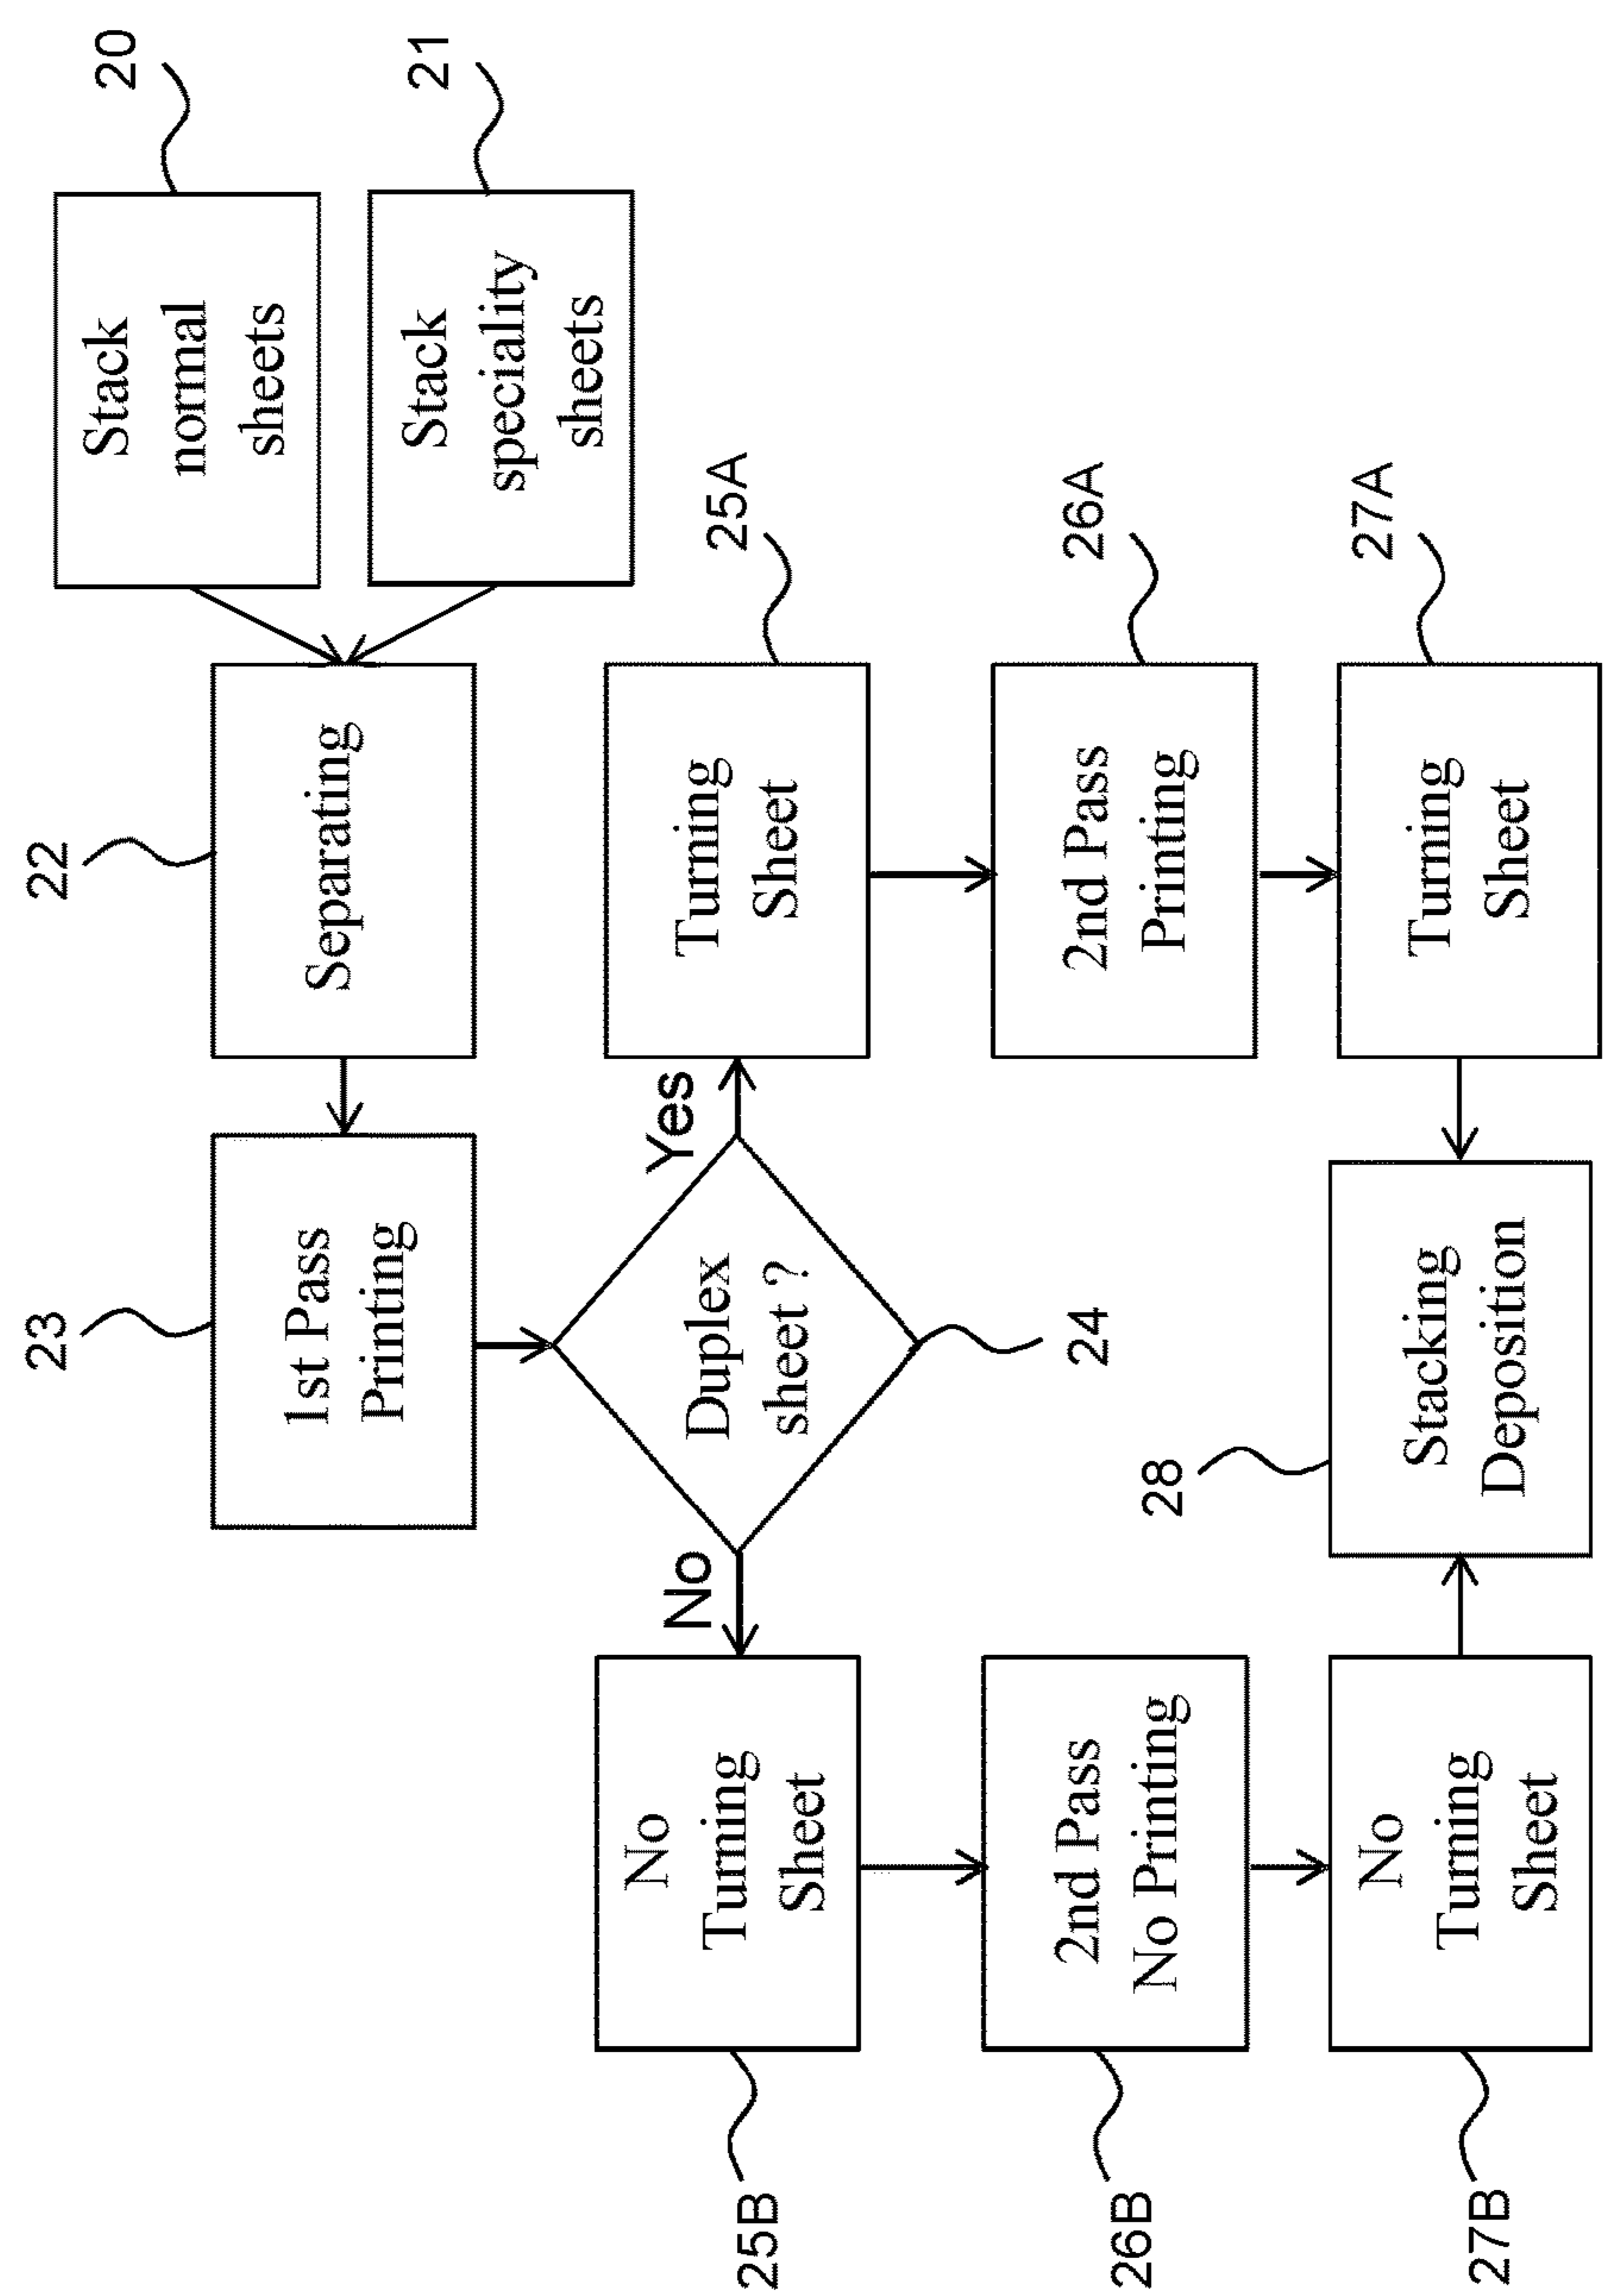 20
Stack
normal
sheets
21
Stack
speciality
sheets
22
Separating
23
1st Pass
Printing
Duplex
sheet ?
24
Yes
No
25A
Turning
Sheet
26A
2nd Pass
Printing
27A
Turning
Sheet
25B
No
Turning
Sheet
26B
2nd Pass
No Printing
27B
No
Turning
Sheet
28
Stacking
Deposition